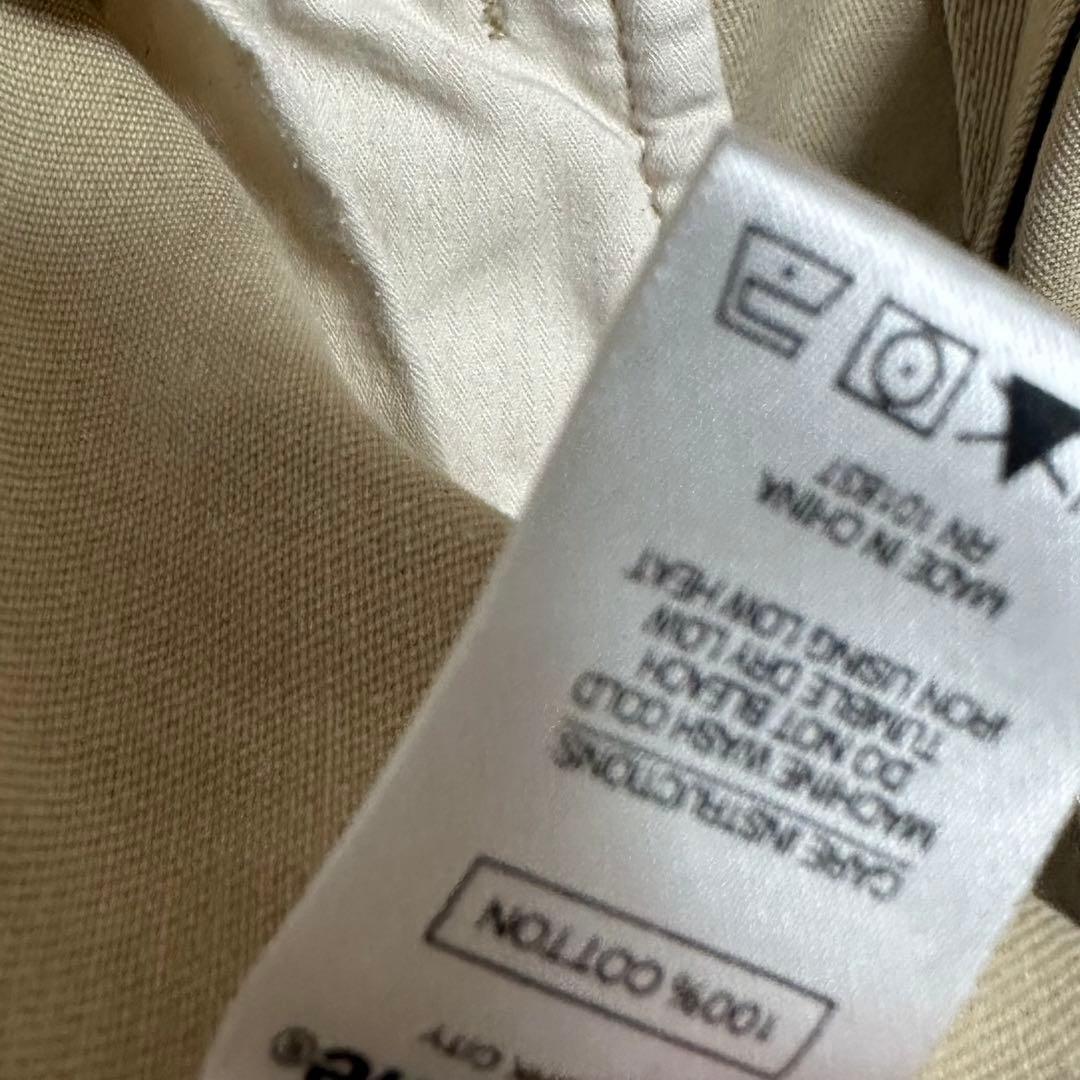 CITY
100% COTTON
CARE INSTRUCTIONS
MACHINE WASH COLD
DO NOT BLEACH
TUMBLE DRY LOW
IRON USING LOW HEAT
MADE IN CHINA